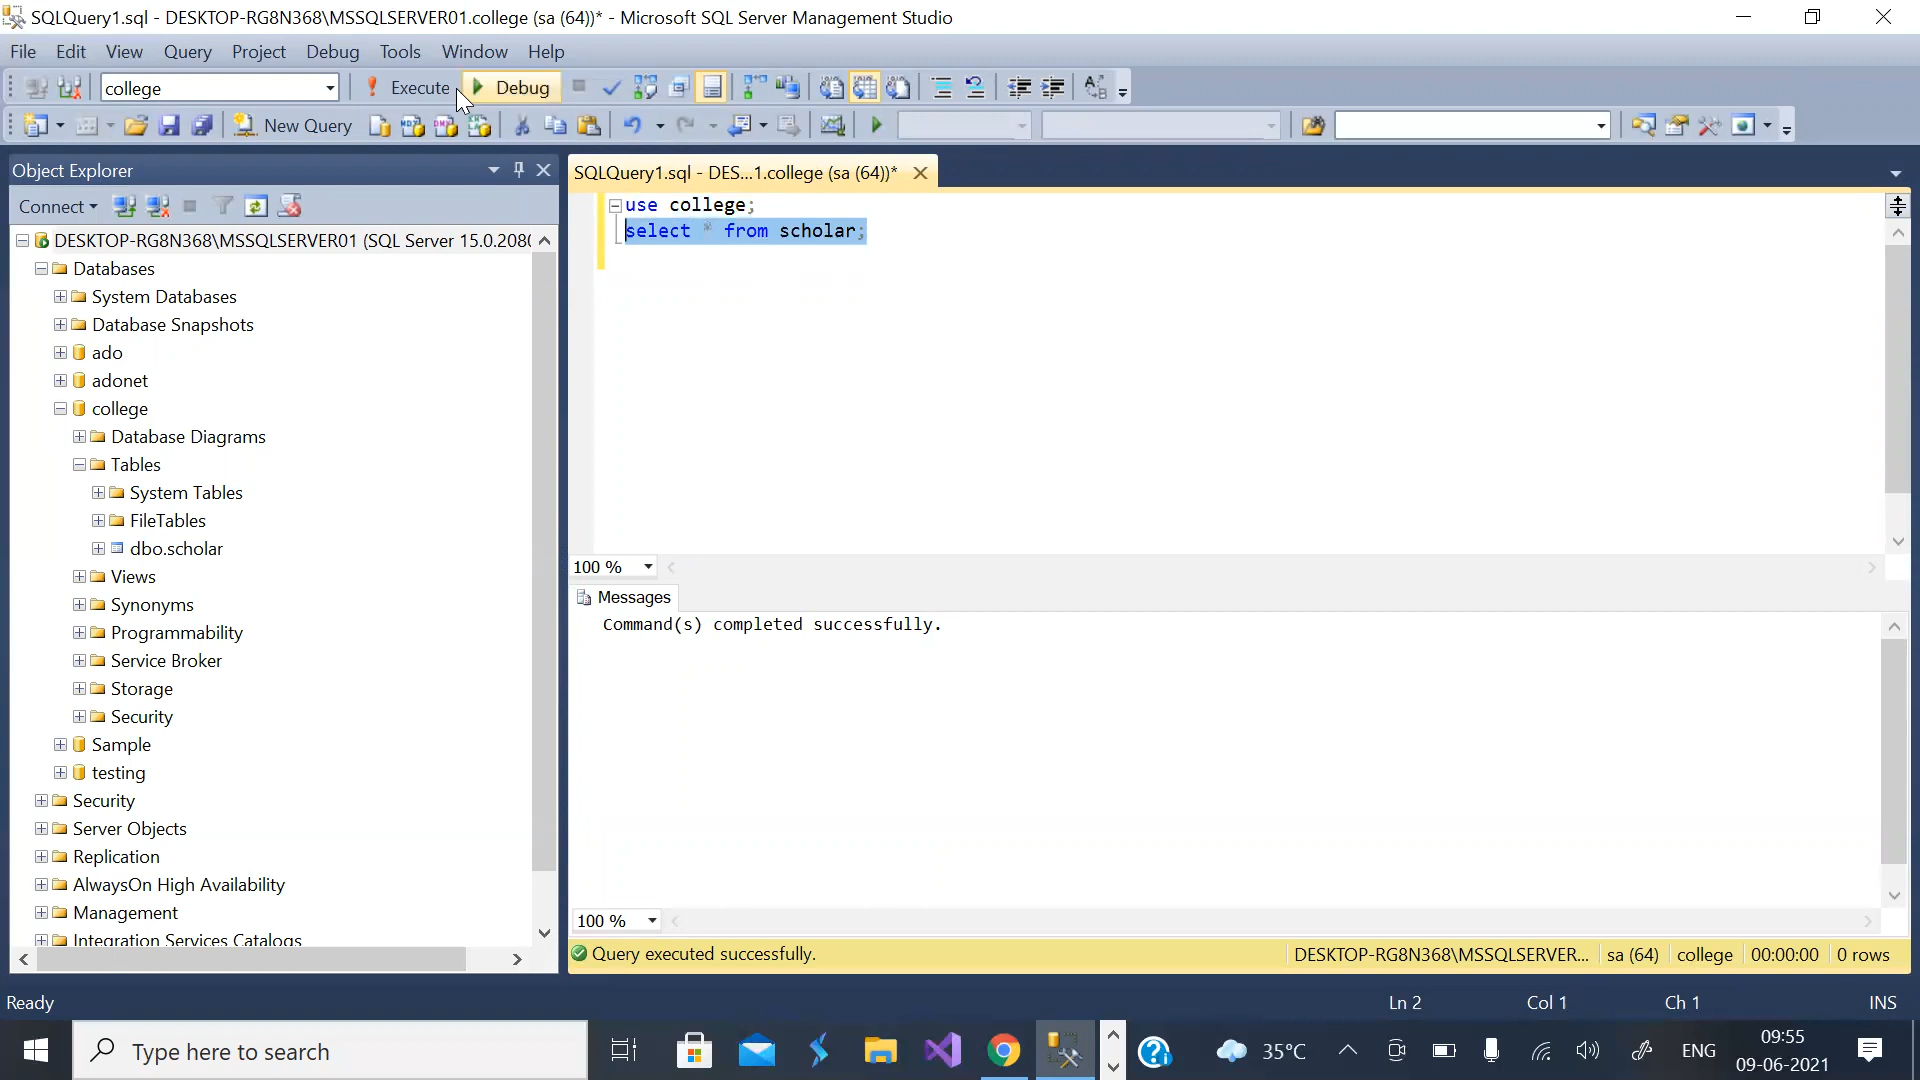 SQLQuery1.sql - DESKTOP-RG8N368\MSSQLSERVER01.college (sa (64))* - Microsoft SQL Server Management Studio
File Edit View Query Project Debug Tools Window Help
college Execute Debug
New Query
Object Explorer
SQLQuery1.sql - DES...1.college (sa (64))*
Connect
use college;
select * from scholar;
DESKTOP-RG8N368\MSSQLSERVER01 (SQL Server 15.0.2080
Databases
System Databases
Database Snapshots
ado
adonet
college
Database Diagrams
Tables
System Tables
FileTables
dbo.scholar
Views
Synonyms
Programmability
Service Broker
Storage
Security
Sample
testing
Security
Server Objects
Replication
AlwaysOn High Availability
Management
Integration Services Catalogs
100 %
Messages
Command(s) completed successfully.
100 %
Query executed successfully. DESKTOP-RG8N368\MSSQLSERVER... sa (64) college 00:00:00 0 rows
Ready Ln 2 Col 1 Ch 1 INS
Type here to search 35°C ENG 09:55
09-06-2021